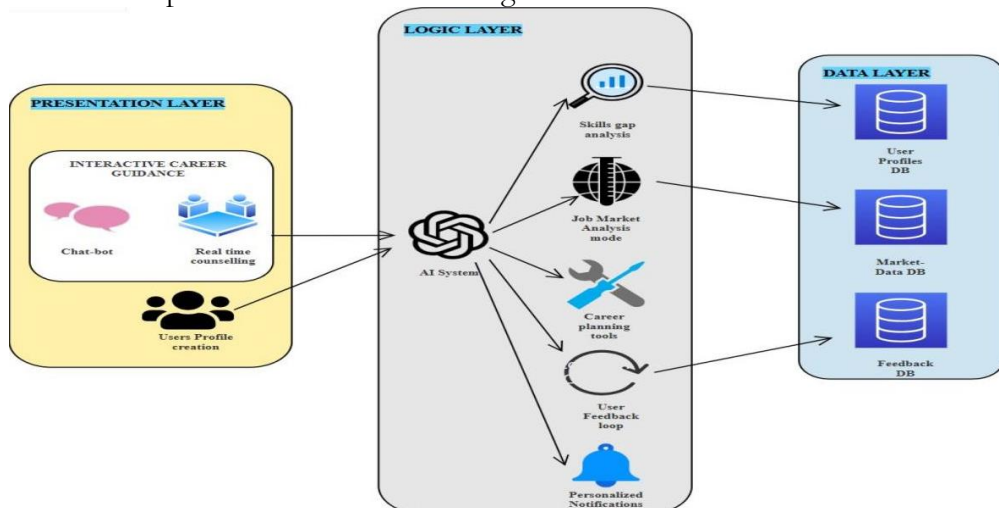 LOGIC LAYER
PRESENTATION LAYER
INTERACTIVE CAREER
GUIDANCE
Chat-bot
Real time
counselling
Users Profile
creation
AI System
Skills gap
analysis
Job Market
Analysis
mode
Career
planning
tools
User
Feedback
loop
Personalized
Notifications
DATA LAYER
User
Profiles
DB
Market-
Data DB
Feedback
DB